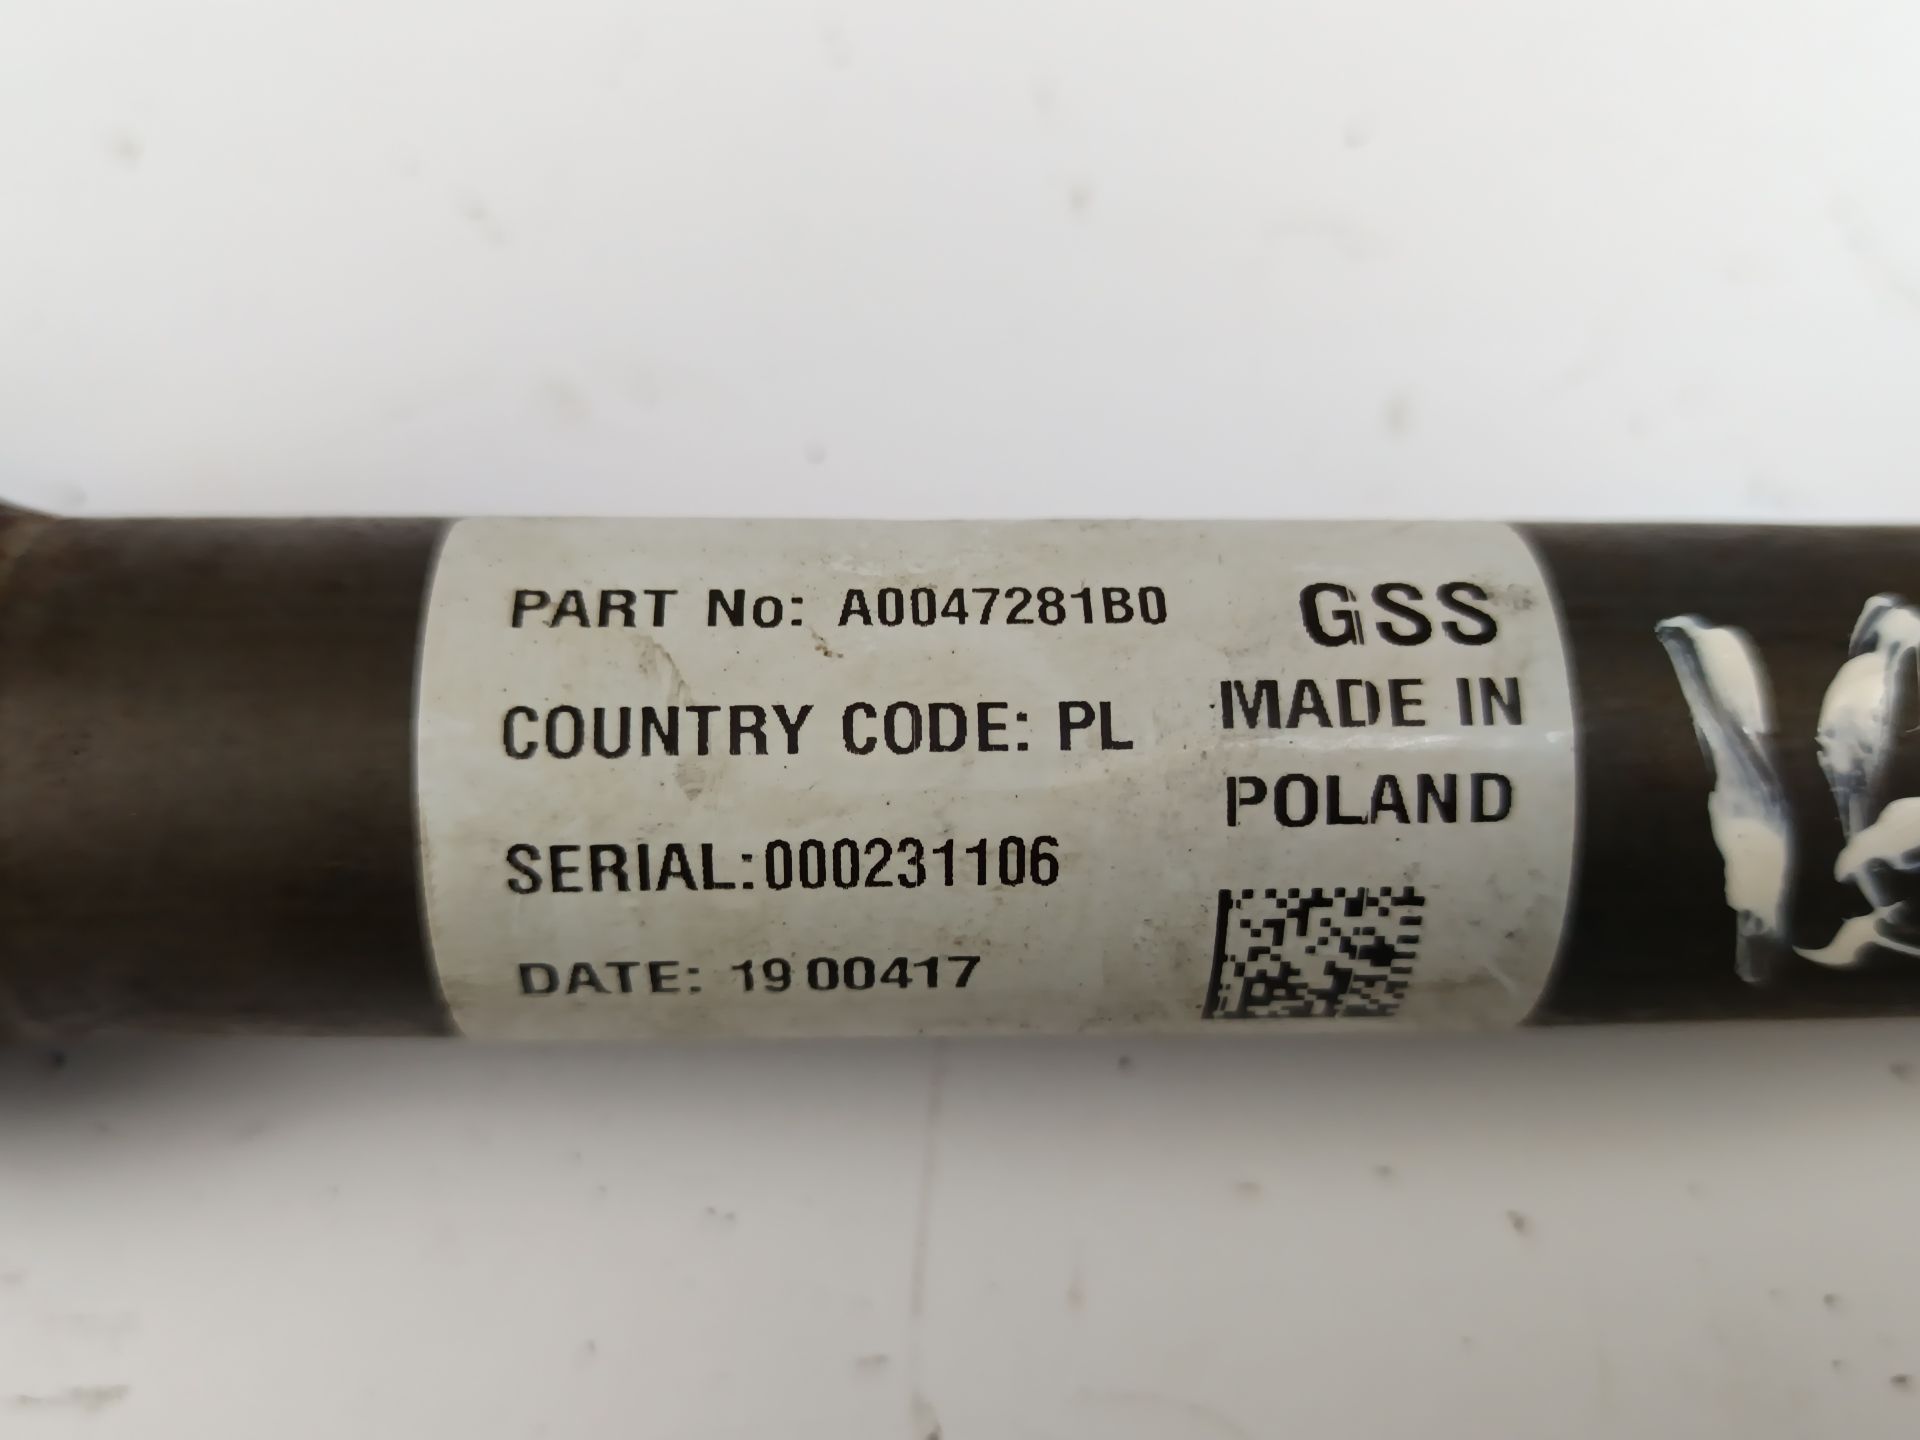 PART No: A0047281B0
COUNTRY CODE: PL
SERIAL:000231106
DATE: 19 00417
GSS
MADE IN
POLAND